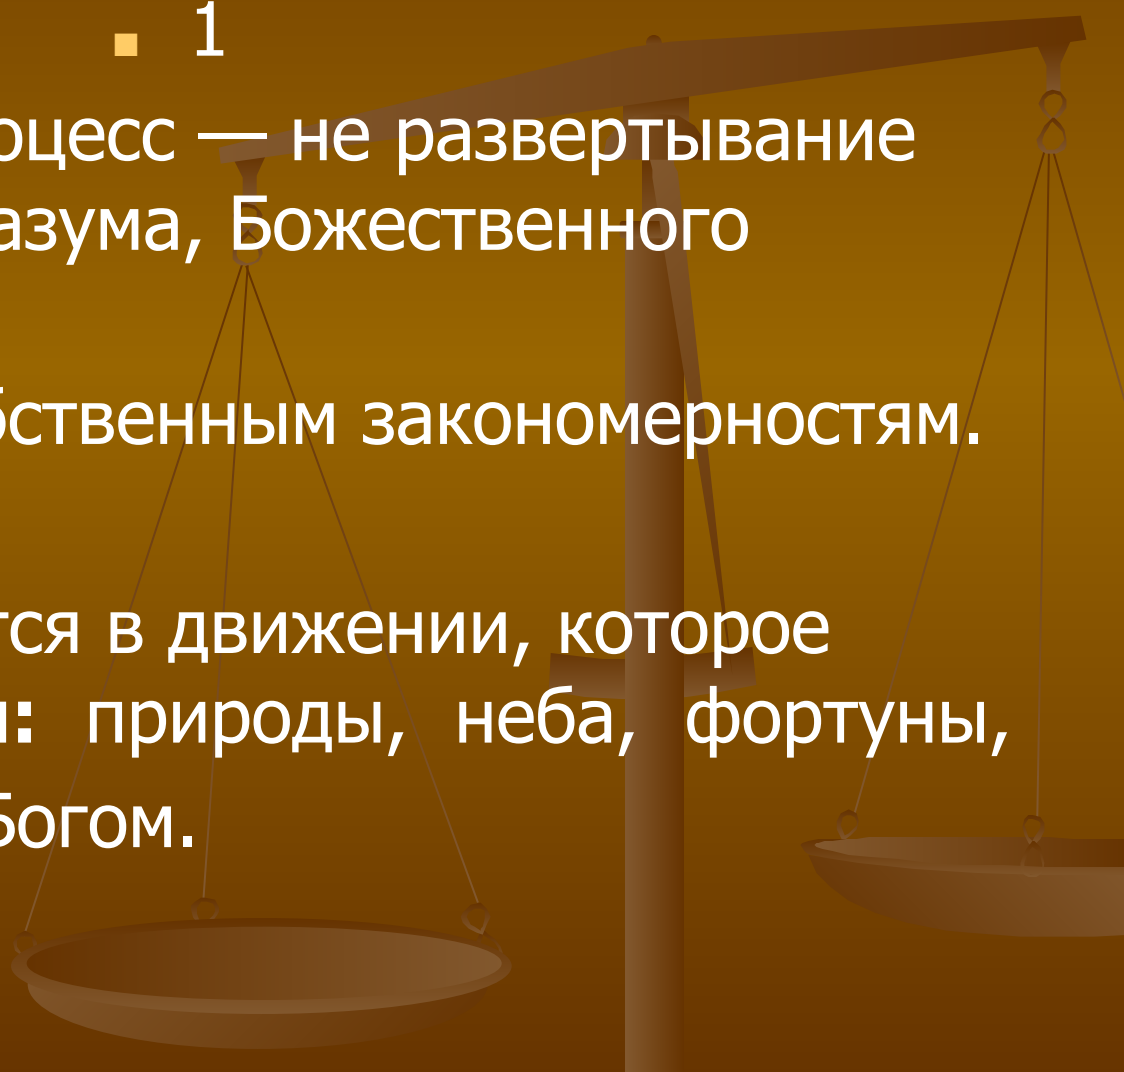 ▪ 1
оцесс — не развертывание
азума, Божественного
бственным закономерностям.
тся в движении, которое
и: природы, неба, фортуны,
Богом.